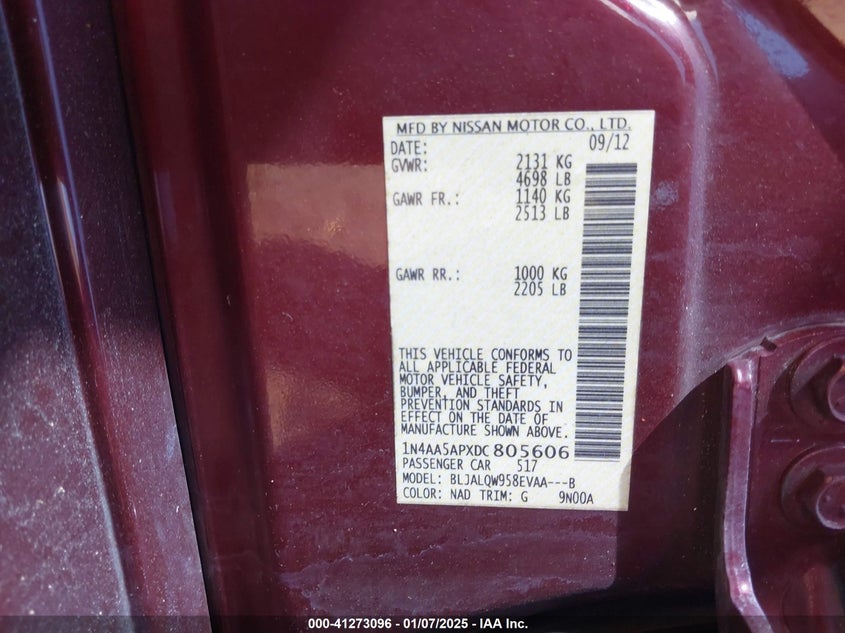 MFD BY NISSAN MOTOR CO., LTD.
DATE: 09/12
GVWR: 2131 KG
4698 LB
GAWR FR.: 1140 KG
2513 LB
GAWR RR.: 1000 KG
2205 LB
THIS VEHICLE CONFORMS TO
ALL APPLICABLE FEDERAL
MOTOR VEHICLE SAFETY,
BUMPER, AND THEFT
PREVENTION STANDARDS IN
EFFECT ON THE DATE OF
MANUFACTURE SHOWN ABOVE.
1N4AA5APXDC805606
PASSENGER CAR 517
MODEL: BLJALQW958EVAA---B
COLOR: NAD TRIM: G 9N00A
000-41273096 - 01/07/2025 - IAA Inc.